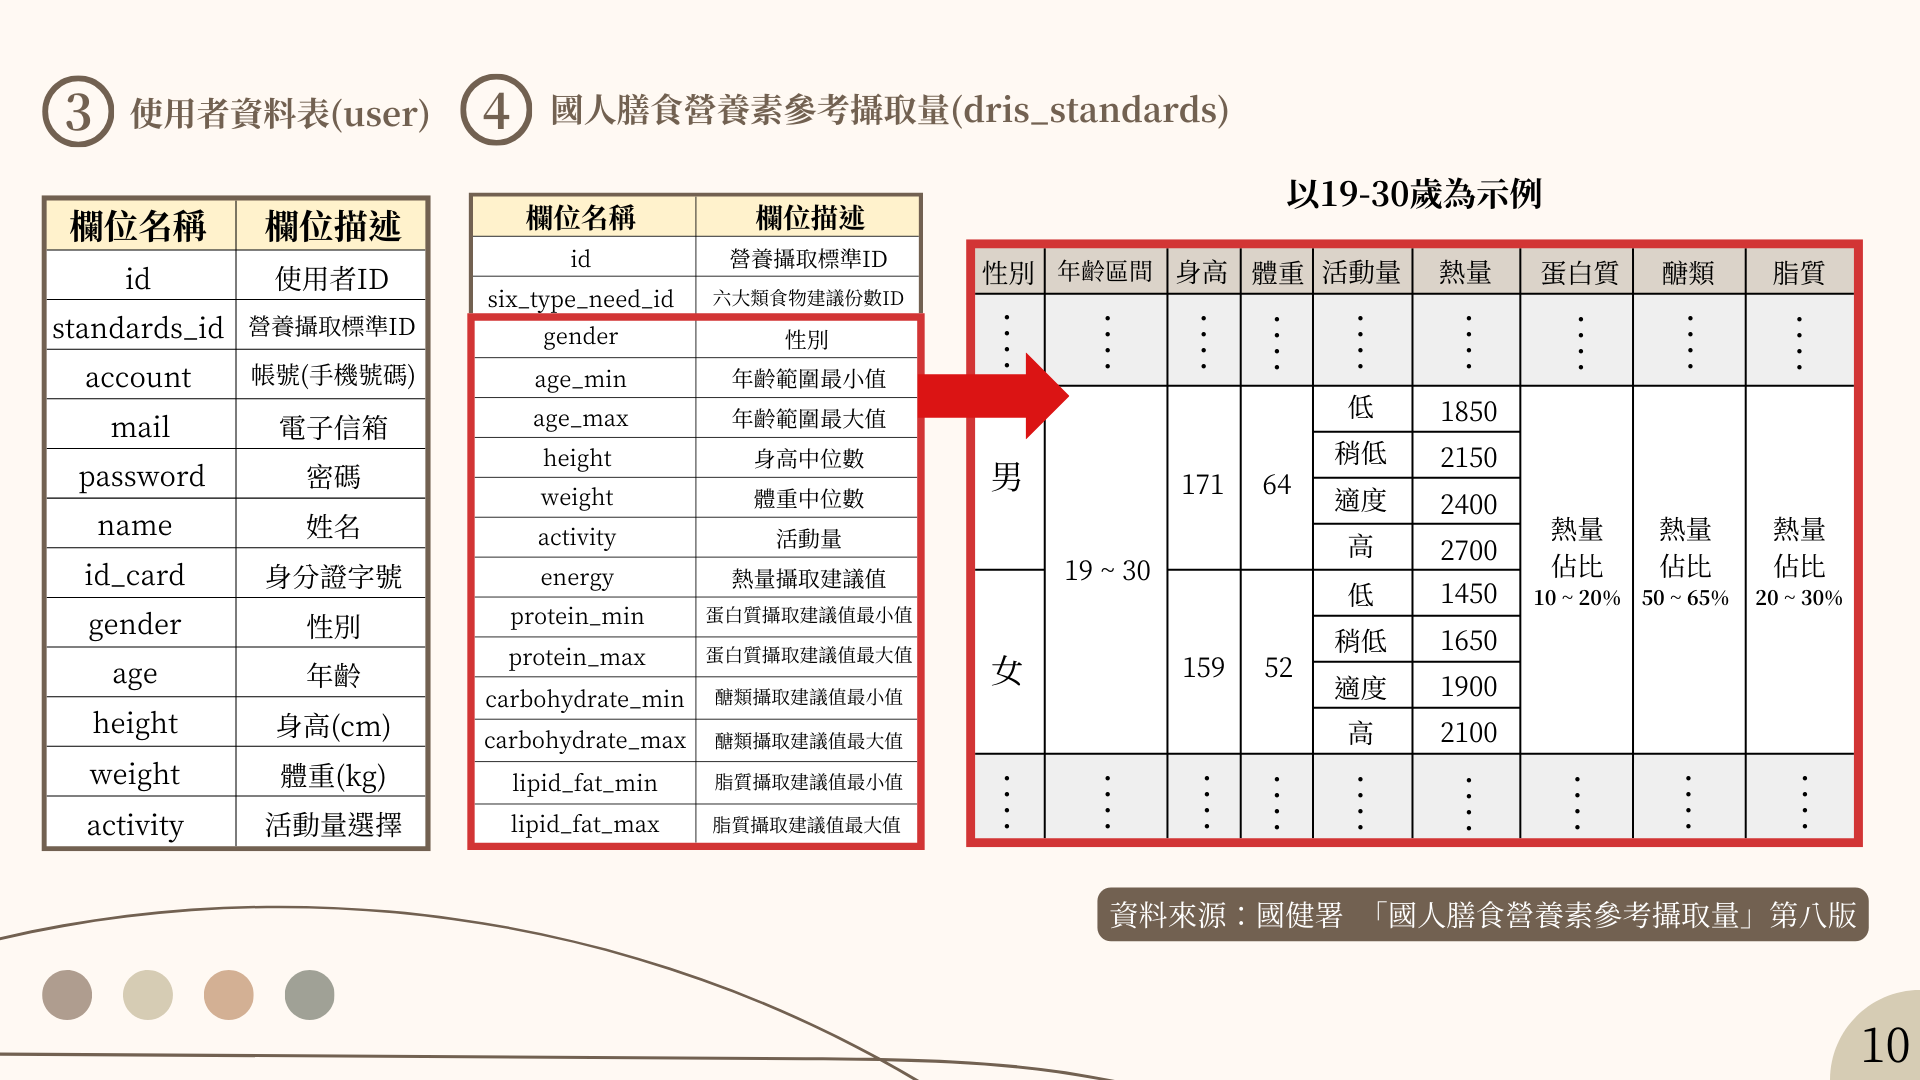 3 使用者資料表(user)
4 國人膳食營養素參考攝取量(dris_standards)
欄位名稱 欄位描述
id 使用者ID
standards_id 營養攝取標準ID
account 帳號(手機號碼)
mail 電子信箱
password 密碼
name 姓名
id_card 身分證字號
gender 性別
age 年齡
height 身高(cm)
weight 體重(kg)
activity 活動量選擇
欄位名稱 欄位描述
id 營養攝取標準ID
six_type_need_id 六大類食物建議份數ID
gender 性別
age_min 年齡範圍最小值
age_max 年齡範圍最大值
height 身高中位數
weight 體重中位數
activity 活動量
energy 熱量攝取建議值
protein_min 蛋白質攝取建議值最小值
protein_max 蛋白質攝取建議值最大值
carbohydrate_min 醣類攝取建議值最小值
carbohydrate_max 醣類攝取建議值最大值
lipid_fat_min 脂質攝取建議值最小值
lipid_fat_max 脂質攝取建議值最大值
以19-30歲為示例
性別 年齡區間 身高 體重 活動量 熱量 蛋白質 醣類 脂質
男 19 ~ 30 171 64
低 1850
稍低 2150
適度 2400
高 2700
女 159 52
低 1450
稍低 1650
適度 1900
高 2100
熱量
佔比
10 ~ 20%
熱量
佔比
50 ~ 65%
熱量
佔比
20 ~ 30%
資料來源：國健署 「國人膳食營養素參考攝取量」第八版
10